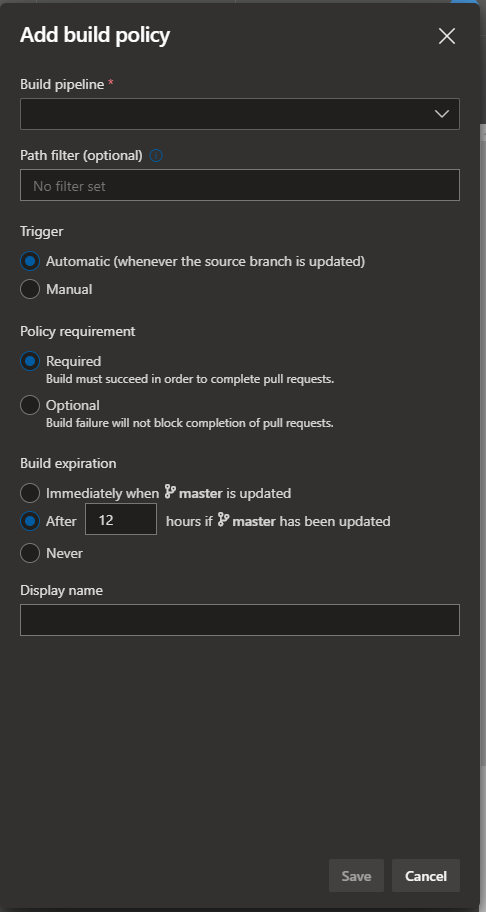 Add build policy
Build pipeline *
Path filter (optional)
No filter set
Trigger
Automatic (whenever the source branch is updated)
Manual
Policy requirement
Required
Build must succeed in order to complete pull requests.
Optional
Build failure will not block completion of pull requests.
Build expiration
Immediately when master is updated
After 12 hours if master has been updated
Never
Display name
Save Cancel